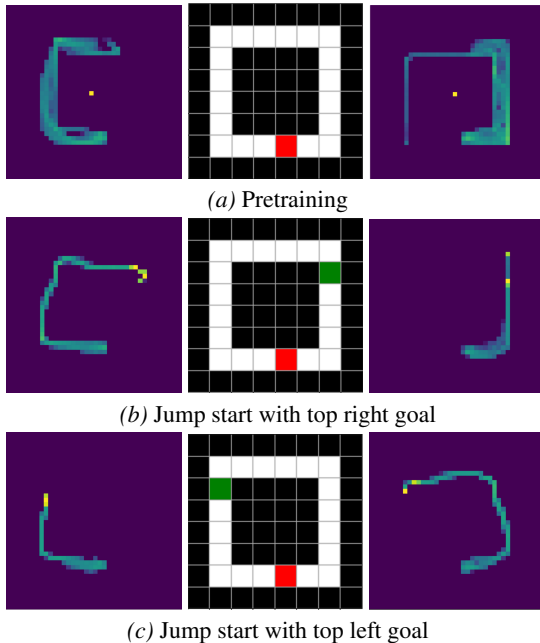 (a) Pretraining
(b) Jump start with top right goal
(c) Jump start with top left goal